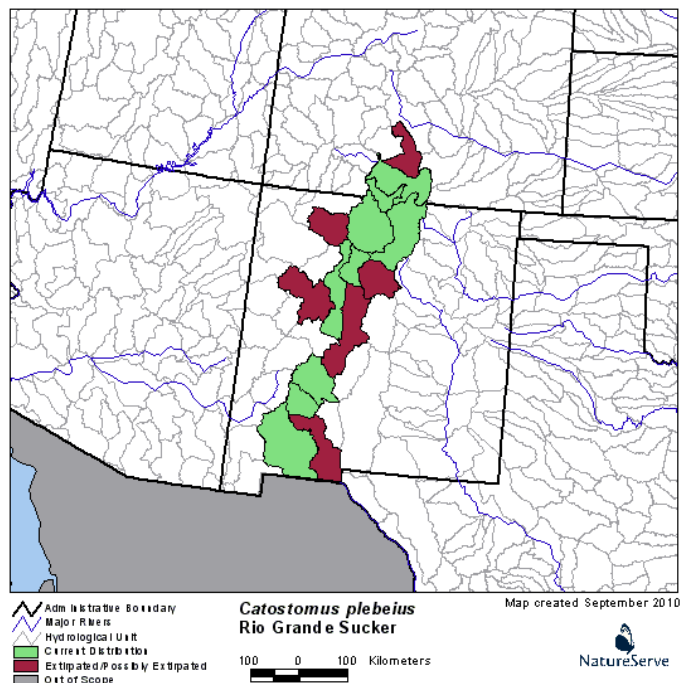 Administrative Boundary
Major Rivers
Hydrological Unit
Current Distribution
Extirpated/Possibly Extirpated
Out of Scope
Catostomus plebeius
Rio Grande Sucker
100 0 100 Kilometers
Map created September 2010
NatureServe